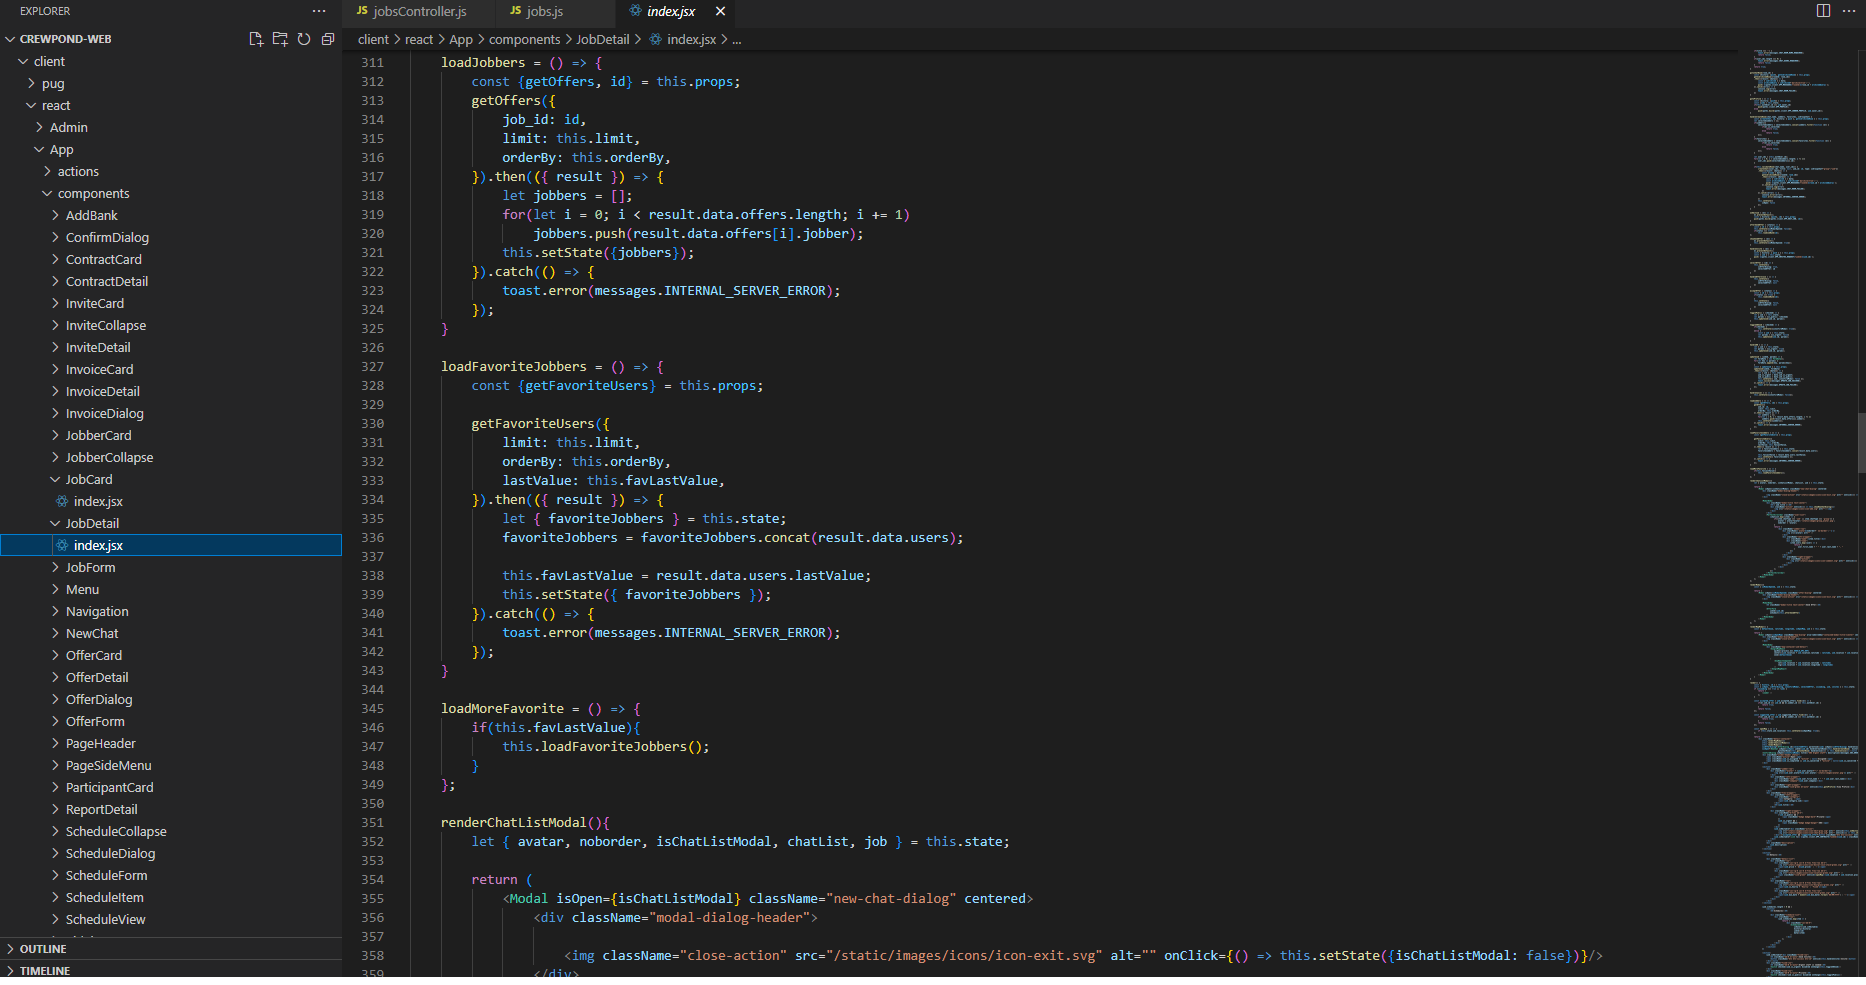 EXPLORER
CREWPOND-WEB
client
pug
react
Admin
App
actions
components
AddBank
ConfirmDialog
ContractCard
ContractDetail
InviteCard
InviteCollapse
InviteDetail
InvoiceCard
InvoiceDetail
InvoiceDialog
JobberCard
JobberCollapse
JobCard
index.jsx
JobDetail
index.jsx
JobForm
Menu
Navigation
NewChat
OfferCard
OfferDetail
OfferDialog
OfferForm
PageHeader
PageSideMenu
ParticipantCard
ReportDetail
ScheduleCollapse
ScheduleDialog
ScheduleForm
ScheduleItem
ScheduleView
OUTLINE
TIMELINE
JS jobsController.js
JS jobs.js
index.jsx
client > react > App > components > JobDetail > index.jsx > ...
311 loadJobbers = () => {
312 const {getOffers, id} = this.props;
313 getOffers({
314 job_id: id,
315 limit: this.limit,
316 orderBy: this.orderBy,
317 }).then(({ result }) => {
318 let jobbers = [];
319 for(let i = 0; i < result.data.offers.length; i += 1)
320 jobbers.push(result.data.offers[i].jobber);
321 this.setState({jobbers});
322 }).catch(() => {
323 toast.error(messages.INTERNAL_SERVER_ERROR);
324 });
325 }
326
327 loadFavoriteJobbers = () => {
328 const {getFavoriteUsers} = this.props;
329
330 getFavoriteUsers({
331 limit: this.limit,
332 orderBy: this.orderBy,
333 lastValue: this.favLastValue,
334 }).then(({ result }) => {
335 let { favoriteJobbers } = this.state;
336 favoriteJobbers = favoriteJobbers.concat(result.data.users);
337
338 this.favLastValue = result.data.users.lastValue;
339 this.setState({ favoriteJobbers });
340 }).catch(() => {
341 toast.error(messages.INTERNAL_SERVER_ERROR);
342 });
343 }
344
345 loadMoreFavorite = () => {
346 if(this.favLastValue){
347 this.loadFavoriteJobbers();
348 }
349 };
350
351 renderChatListModal(){
352 let { avatar, noborder, isChatListModal, chatList, job } = this.state;
353
354 return (
355 <Modal isOpen={isChatListModal} className="new-chat-dialog" centered>
356 <div className="modal-dialog-header">
357
358 <img className="close-action" src="/static/images/icons/icon-exit.svg" alt="" onClick={() => this.setState({isChatListModal: false})}/>
359 </div>